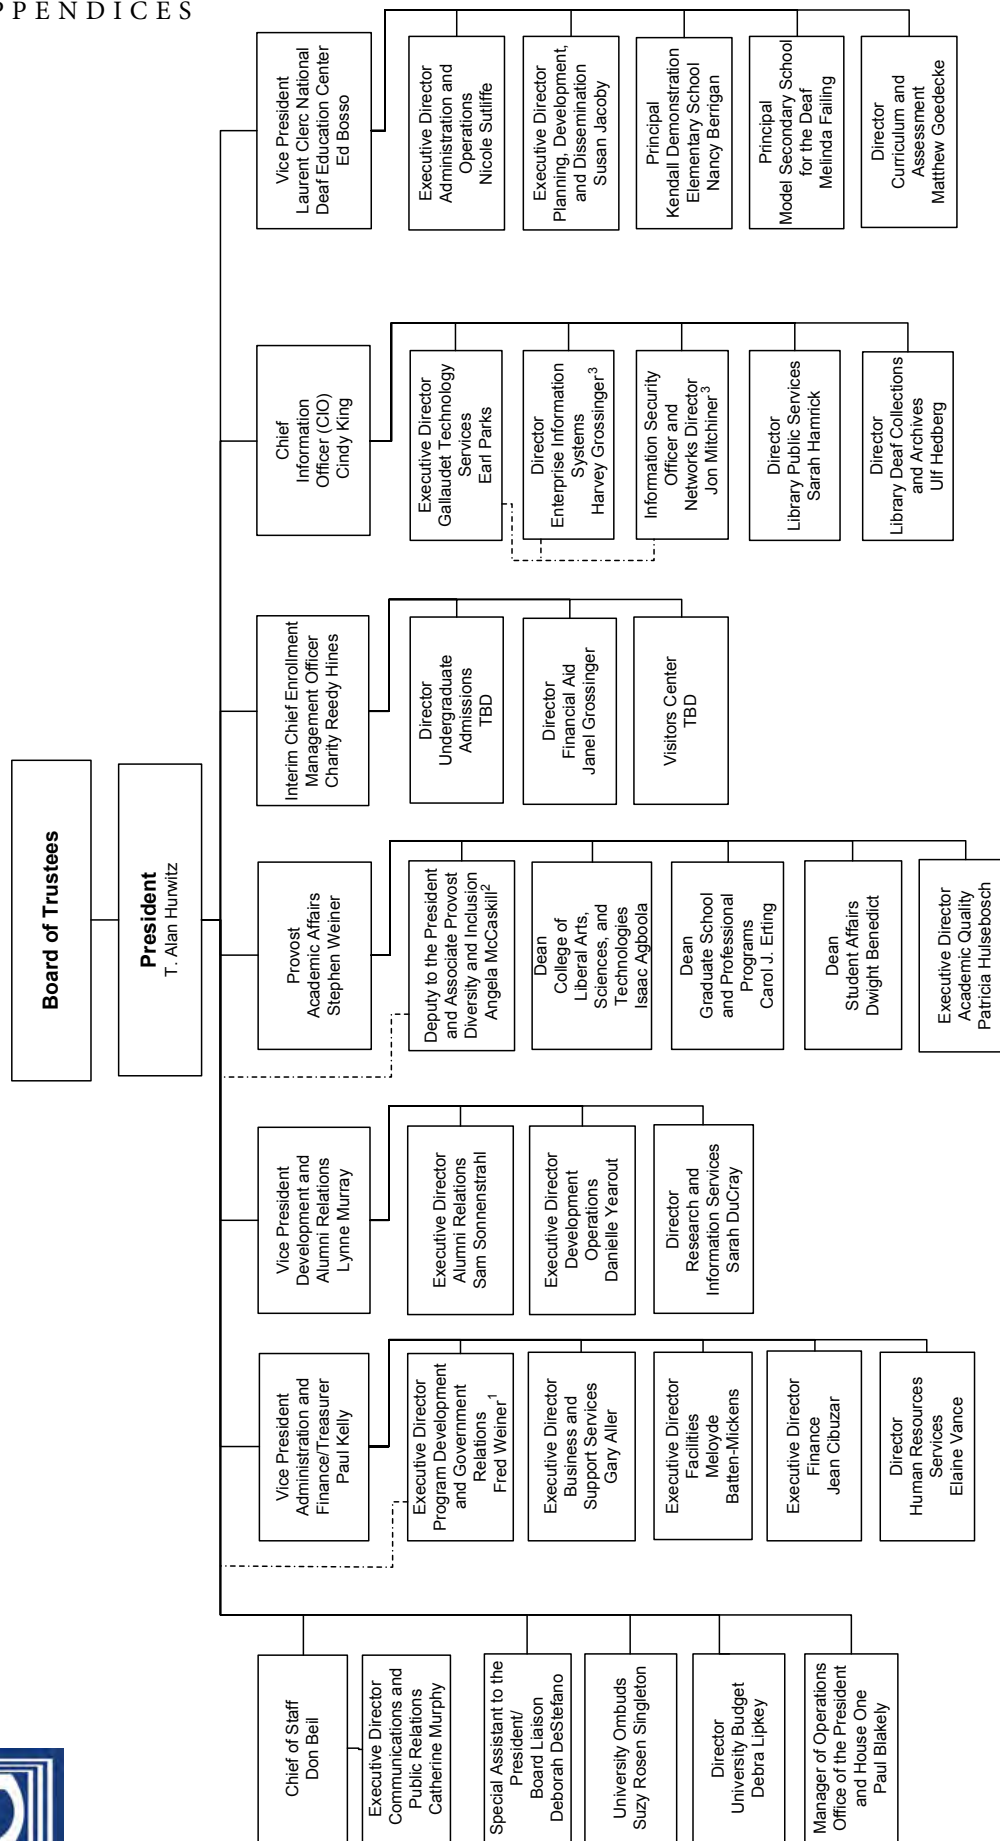 APPENDICES
Board of Trustees
President
T. Alan Hurwitz
Chief of Staff
Don Beil
Executive Director
Communications and
Public Relations
Catherine Murphy
Special Assistant to the
President/
Board Liaison
Deborah DeStefano
University Ombuds
Suzy Rosen Singleton
Director
University Budget
Debra Lipkey
Manager of Operations
Office of the President
and House One
Paul Blakely
Vice President
Administration and
Finance/Treasurer
Paul Kelly
Executive Director
Program Development
and Government
Relations
Fred Weiner1
Executive Director
Business and
Support Services
Gary Aller
Executive Director
Facilities
Meloyde
Batten-Mickens
Executive Director
Finance
Jean Cibuzar
Director
Human Resources
Services
Elaine Vance
Vice President
Development and
Alumni Relations
Lynne Murray
Executive Director
Alumni Relations
Sam Sonnenstrahl
Executive Director
Development
Operations
Danielle Yearout
Director
Research and
Information Services
Sarah DuCray
Provost
Academic Affairs
Stephen Weiner
Deputy to the President
and Associate Provost
Diversity and Inclusion
Angela McCaskill2
Dean
College of
Liberal Arts,
Sciences, and
Technologies
Isaac Agboola
Dean
Graduate School
and Professional
Programs
Carol J. Erting
Dean
Student Affairs
Dwight Benedict
Executive Director
Academic Quality
Patricia Hulsebosch
Interim Chief Enrollment
Management Officer
Charity Reedy Hines
Director
Undergraduate
Admissions
TBD
Director
Financial Aid
Janel Grossinger
Visitors Center
TBD
Chief
Information
Officer (CIO)
Cindy King
Executive Director
Gallaudet Technology
Services
Earl Parks
Director
Enterprise Information
Systems
Harvey Grossinger3
Information Security
Officer and
Networks Director
Jon Mitchiner3
Director
Library Public Services
Sarah Hamrick
Director
Library Deaf Collections
and Archives
Ulf Hedberg
Vice President
Laurent Clerc National
Deaf Education Center
Ed Bosso
Executive Director
Administration and
Operations
Nicole Sutliffe
Executive Director
Planning, Development,
and Dissemination
Susan Jacoby
Principal
Kendall Demonstration
Elementary School
Nancy Berrigan
Principal
Model Secondary School
for the Deaf
Melinda Failing
Director
Curriculum and
Assessment
Matthew Goedecke